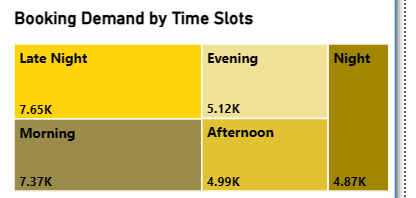 Booking Demand by Time Slots
Late Night
7.65K
Evening
5.12K
Night
4.87K
Morning
7.37K
Afternoon
4.99K